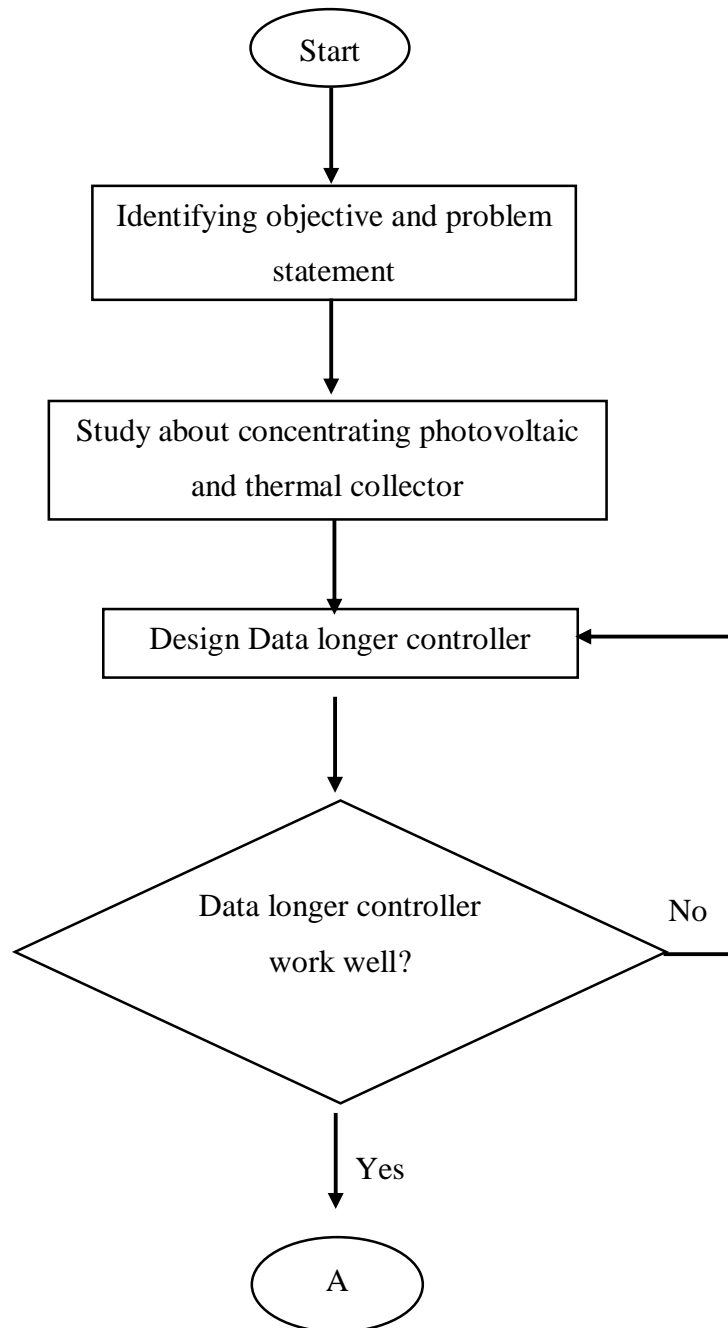 Start
Identifying objective and problem
statement
Study about concentrating photovoltaic
and thermal collector
Design Data longer controller
Data longer controller
work well?
No
Yes
A